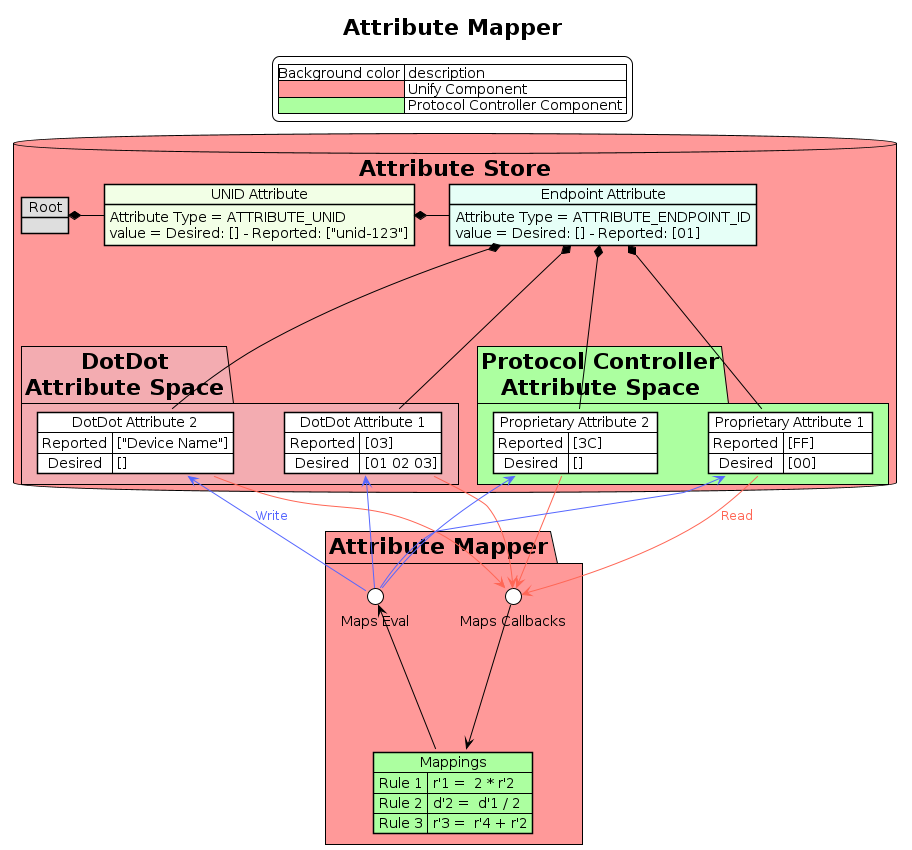 Attribute Mapper
Background color description
Unify Component
Protocol Controller Component
Attribute Store
Root
UNID Attribute
Attribute Type = ATTRIBUTE_UNID
value = Desired: [] - Reported: ["unid-123"]
Endpoint Attribute
Attribute Type = ATTRIBUTE_ENDPOINT_ID
value = Desired: [] - Reported: [01]
DotDot
Attribute Space
DotDot Attribute 2
Reported ["Device Name"]
Desired []
DotDot Attribute 1
Reported [03]
Desired [01 02 03]
Protocol Controller
Attribute Space
Proprietary Attribute 2
Reported [3C]
Desired []
Proprietary Attribute 1
Reported [FF]
Desired [00]
Write
Read
Attribute Mapper
Maps Eval
Maps Callbacks
Mappings
Rule 1 r'1 = 2 * r'2
Rule 2 d'2 = d'1 / 2
Rule 3 r'3 = r'4 + r'2